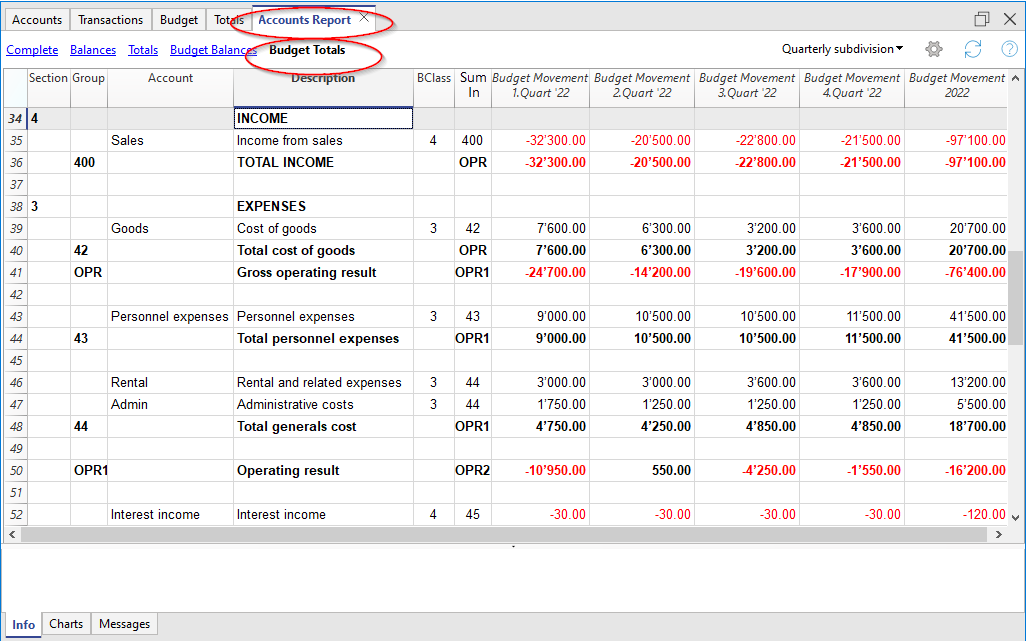 Accounts Transactions Budget Totals Accounts Report
Complete Balances Totals Budget Balances Budget Totals Quarterly subdivision
Section Group Account Description BClass Sum In Budget Movement 1.Quart '22 Budget Movement 2.Quart '22 Budget Movement 3.Quart '22 Budget Movement 4.Quart '22 Budget Movement 2022
34 4 INCOME
35 Sales Income from sales 4 400 -32'300.00 -20'500.00 -22'800.00 -21'500.00 -97'100.00
36 400 TOTAL INCOME OPR -32'300.00 -20'500.00 -22'800.00 -21'500.00 -97'100.00
37
38 3 EXPENSES
39 Goods Cost of goods 3 42 7'600.00 6'300.00 3'200.00 3'600.00 20'700.00
40 42 Total cost of goods OPR 7'600.00 6'300.00 3'200.00 3'600.00 20'700.00
41 OPR Gross operating result OPR1 -24'700.00 -14'200.00 -19'600.00 -17'900.00 -76'400.00
42
43 Personnel expenses Personnel expenses 3 43 9'000.00 10'500.00 10'500.00 11'500.00 41'500.00
44 43 Total personnel expenses OPR1 9'000.00 10'500.00 10'500.00 11'500.00 41'500.00
45
46 Rental Rental and related expenses 3 44 3'000.00 3'000.00 3'600.00 3'600.00 13'200.00
47 Admin Administrative costs 3 44 1'750.00 1'250.00 1'250.00 1'250.00 5'500.00
48 44 Total generals cost OPR1 4'750.00 4'250.00 4'850.00 4'850.00 18'700.00
49
50 OPR1 Operating result OPR2 -10'950.00 550.00 -4'250.00 -1'550.00 -16'200.00
51
52 Interest income Interest income 4 45 -30.00 -30.00 -30.00 -30.00 -120.00
Info Charts Messages